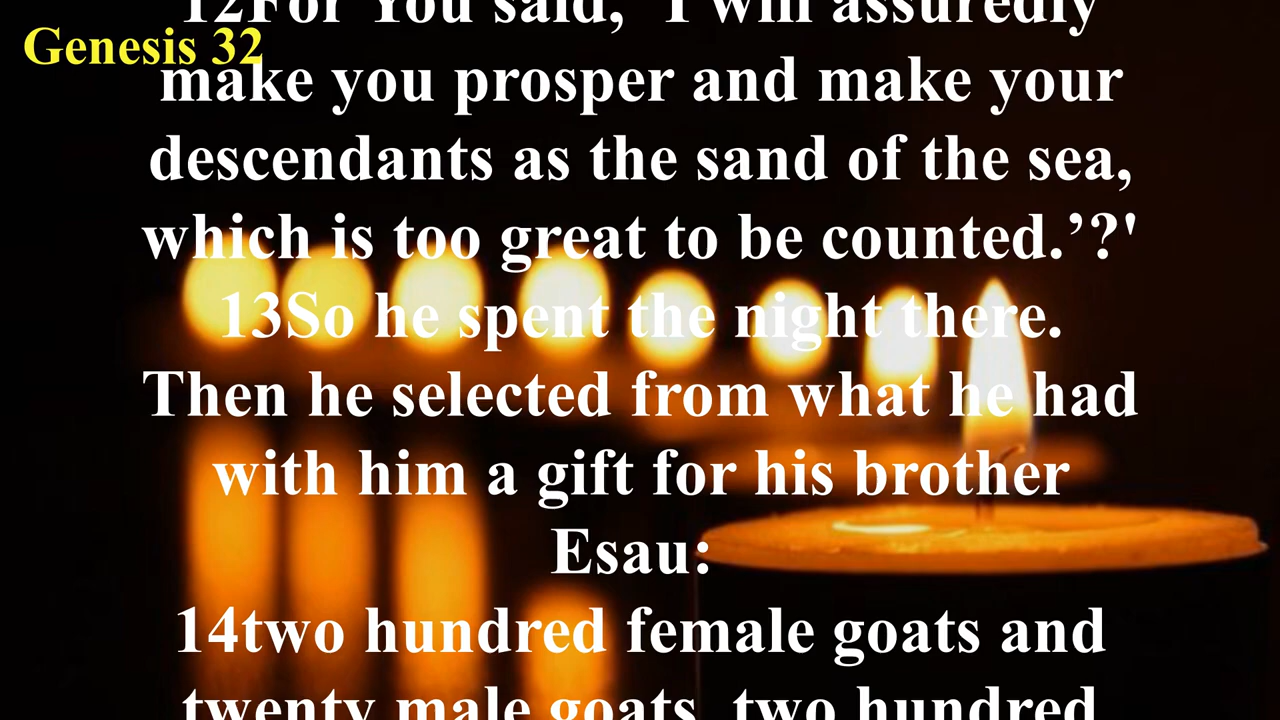 12For You said, 'I will assuredly
Genesis 32
make you prosper and make your
descendants as the sand of the sea,
which is too great to be counted.’?'
13So he spent the night there.
Then he selected from what he had
with him a gift for his brother
Esau:
14two hundred female goats and
twenty male goats, two hundred